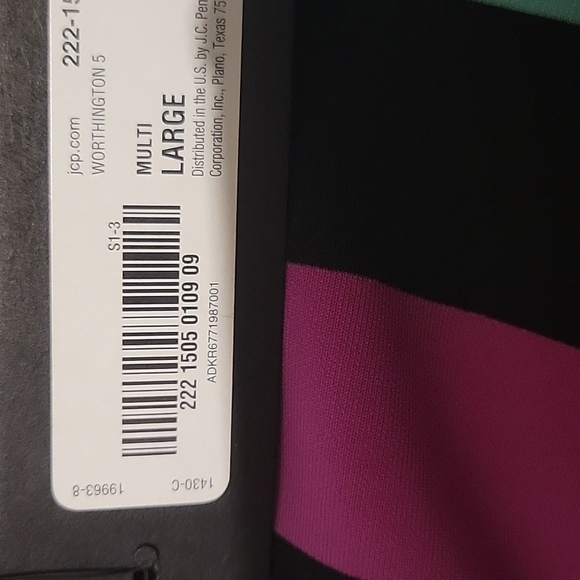 222-15
jcp.com
WORTHINGTON 5
MULTI
LARGE
Distributed in the U.S. by J.C. Pen
Corporation, Inc., Plano, Texas 75
S1-3
222 1505 0109 09
ADKR6771987001
19963-8
1430-C